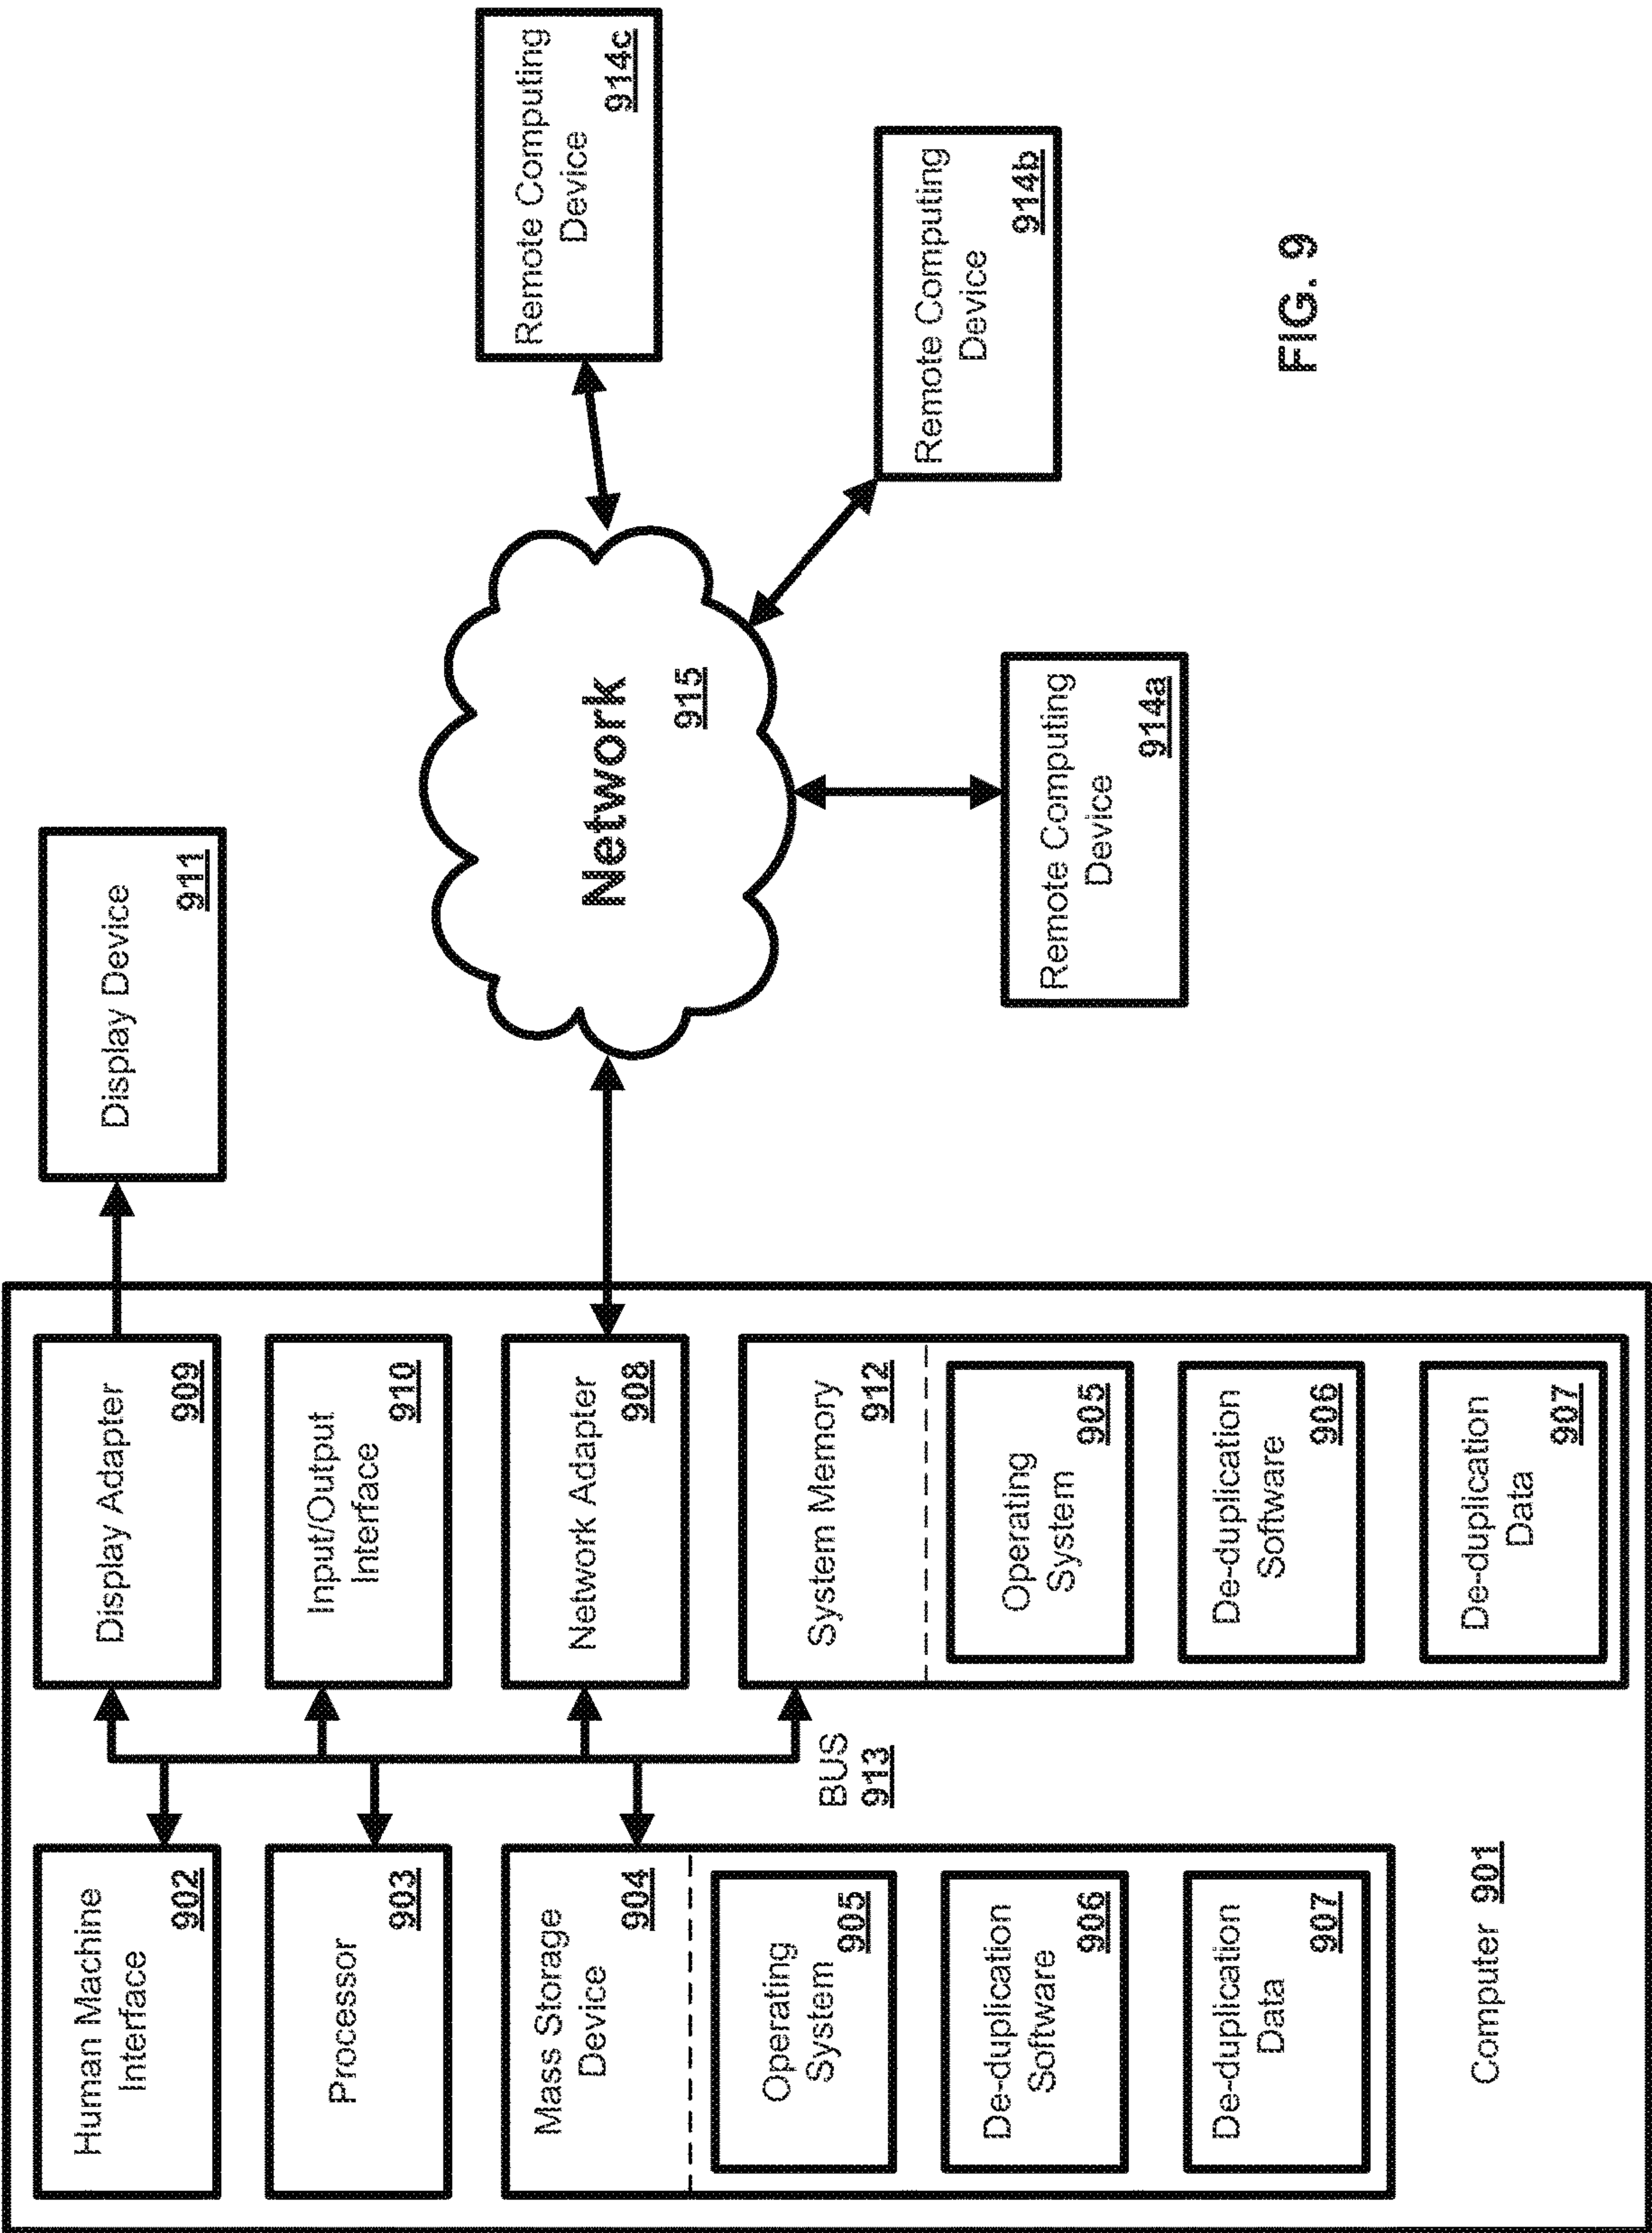 Human Machine
Interface
902
Processor
903
Mass Storage
Device
904
Operating
System
905
De-duplication
Software
906
De-duplication
Data
907
Computer 901
BUS
913
Display Adapter
909
Input/Output
Interface
910
Network Adapter
908
System Memory
912
Operating
System
905
De-duplication
Software
906
De-duplication
Data
907
Display Device
911
Network
915
Remote Computing
Device
914a
Remote Computing
Device
914b
Remote Computing
Device
914c
FIG. 9